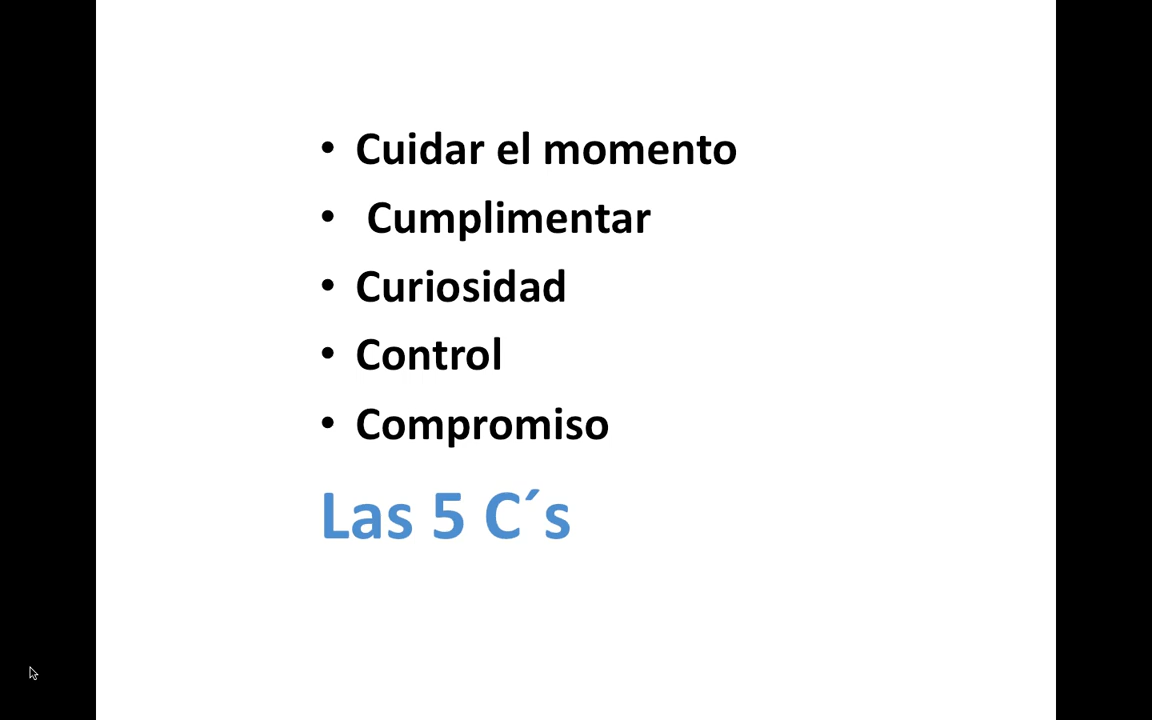 • Cuidar el momento
• Cumplimentar
• Curiosidad
• Control
• Compromiso
Las 5 C´s